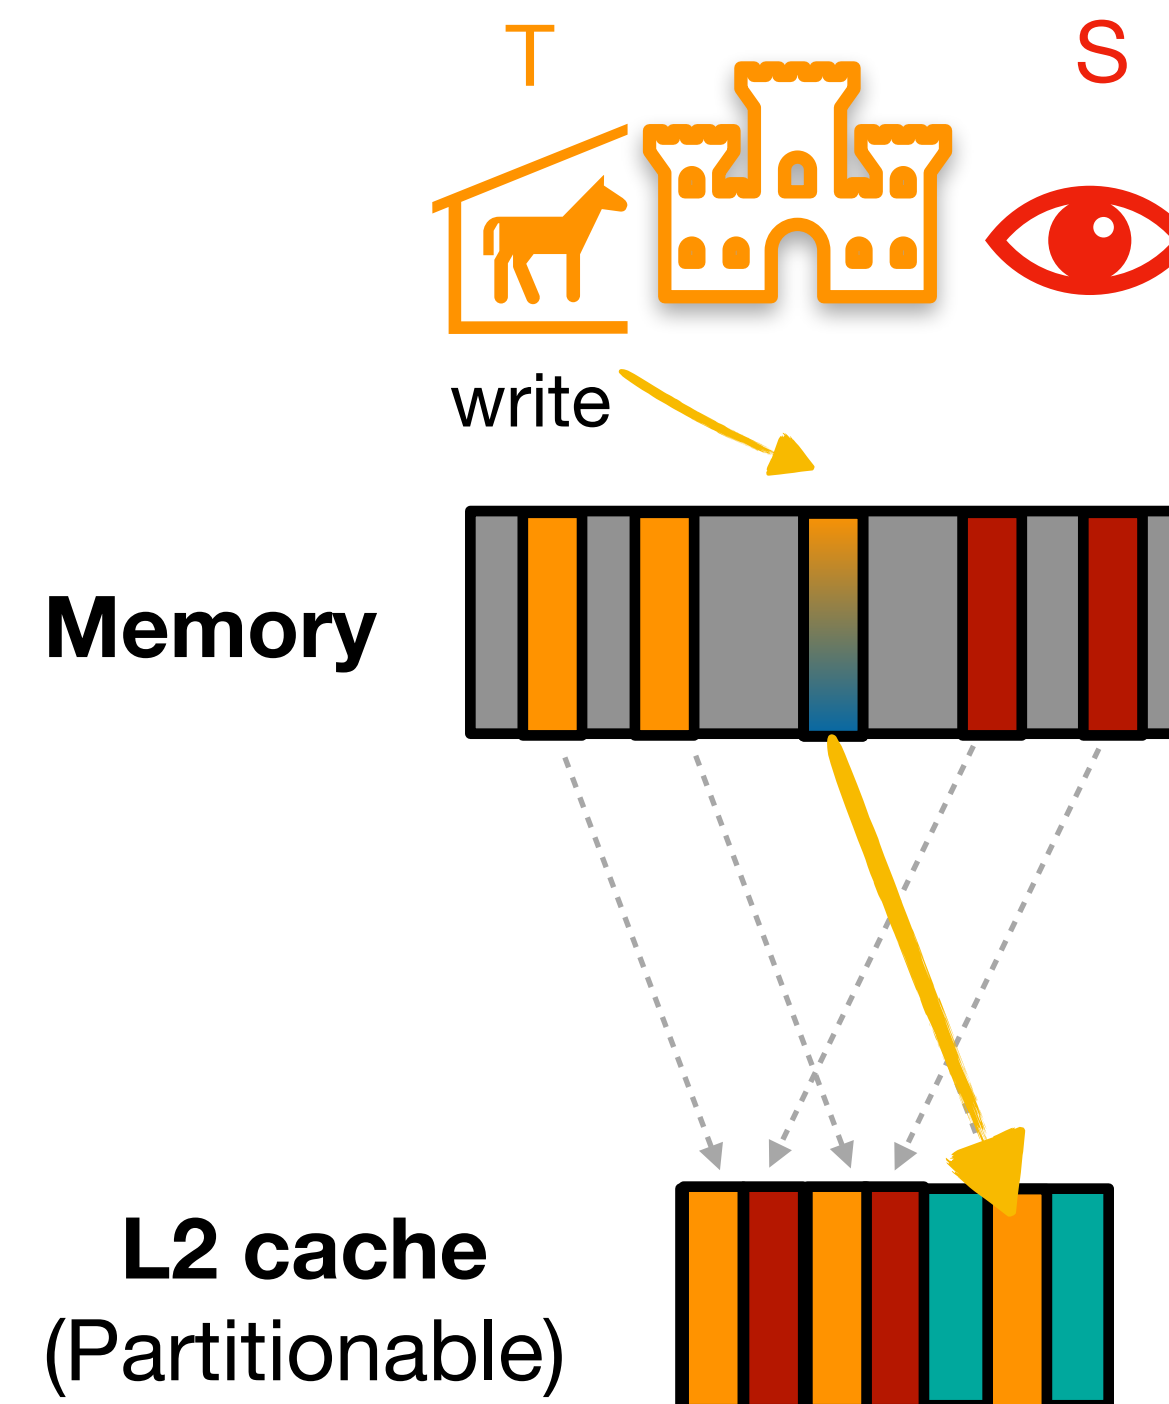 T
S
write
Memory
L2 cache
(Partitionable)